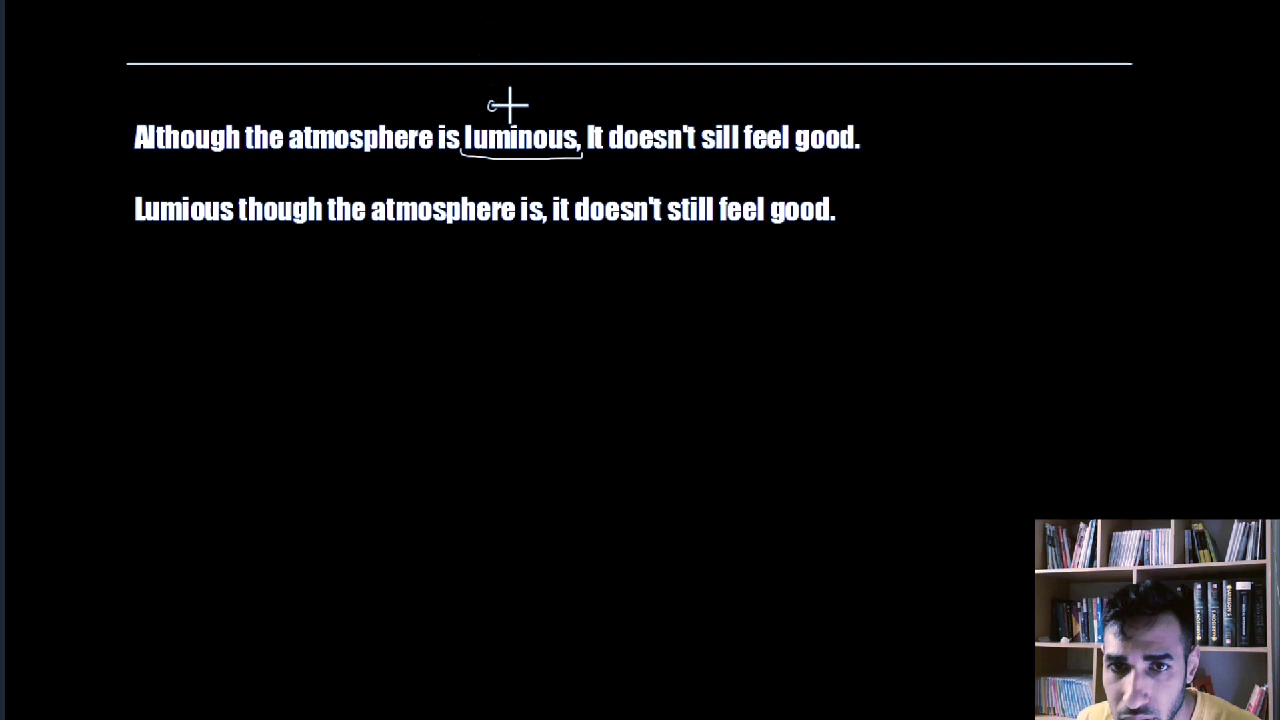 Although the atmosphere is luminous, It doesn't sill feel good.
Lumious though the atmosphere is, it doesn't still feel good.